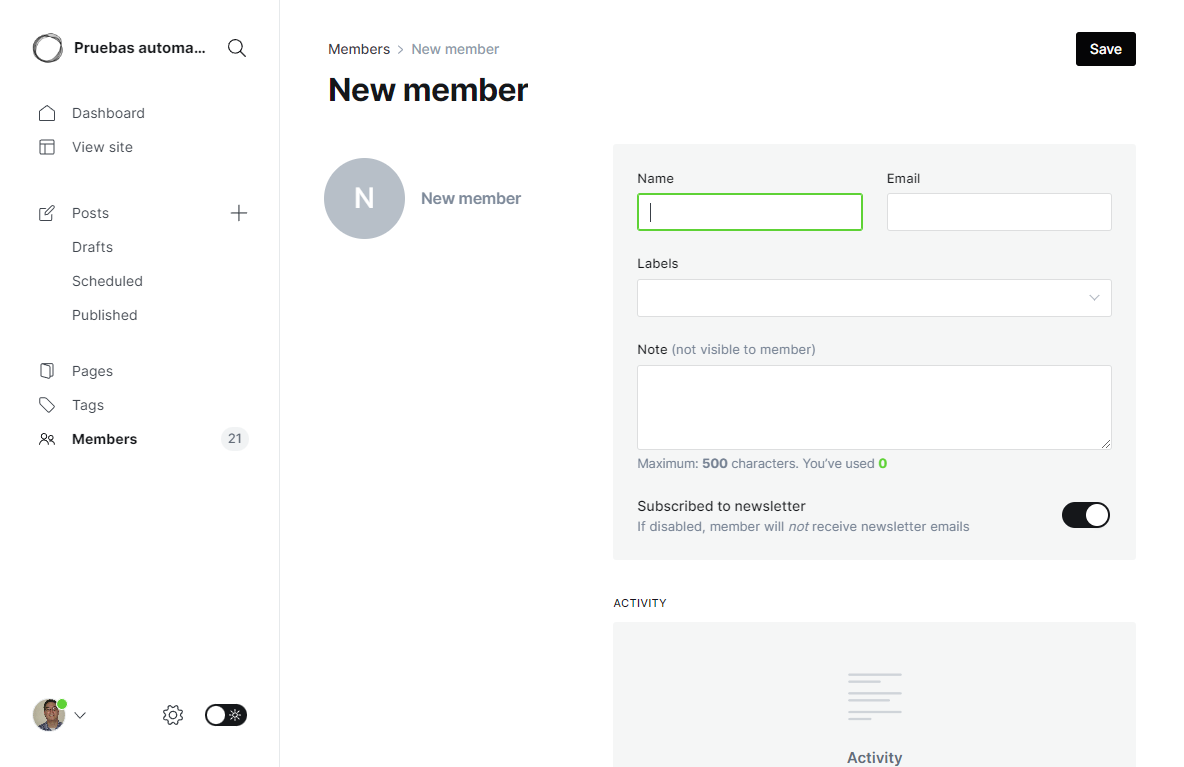 Pruebas automa...
Dashboard
View site
Posts
Drafts
Scheduled
Published
Pages
Tags
Members
21
Members > New member
Save
New member
N
New member
Name
Email
Labels
Note (not visible to member)
Maximum: 500 characters. You’ve used 0
Subscribed to newsletter
If disabled, member will not receive newsletter emails
ACTIVITY
Activity